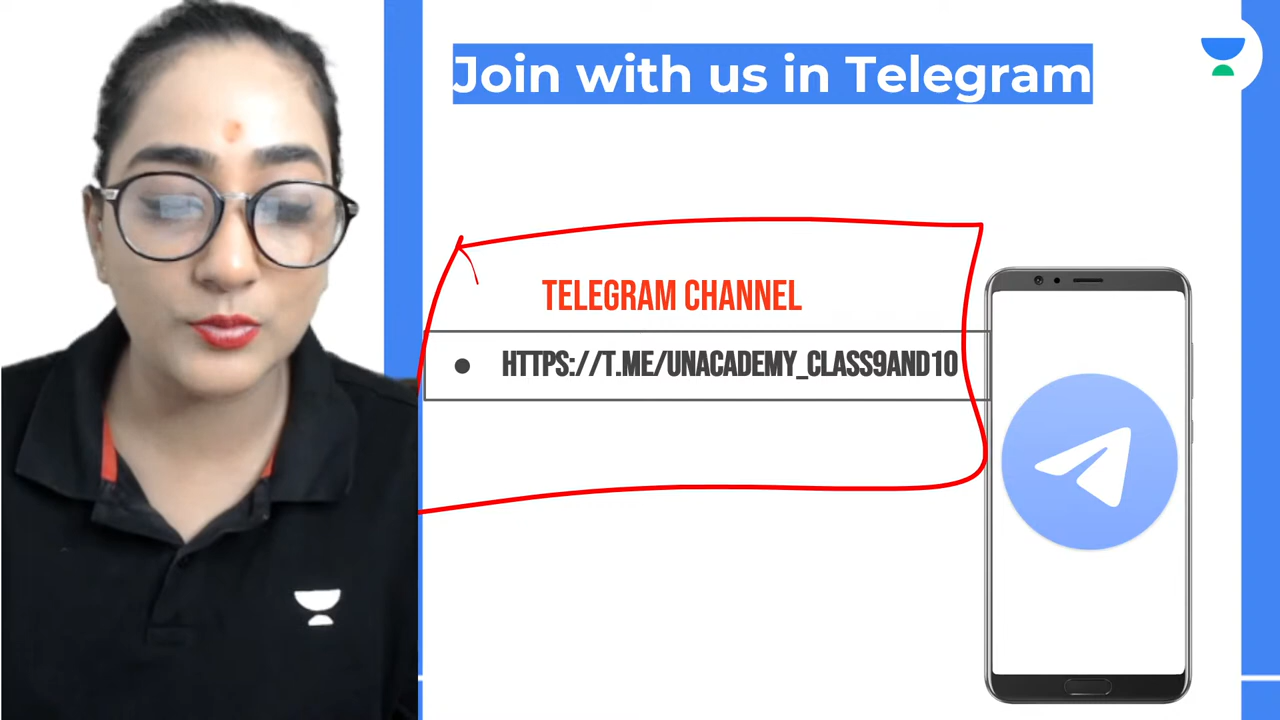 Join with us in Telegram
TELEGRAM CHANNEL
● HTTPS://T.ME/UNACADEMY_CLASS9AND10